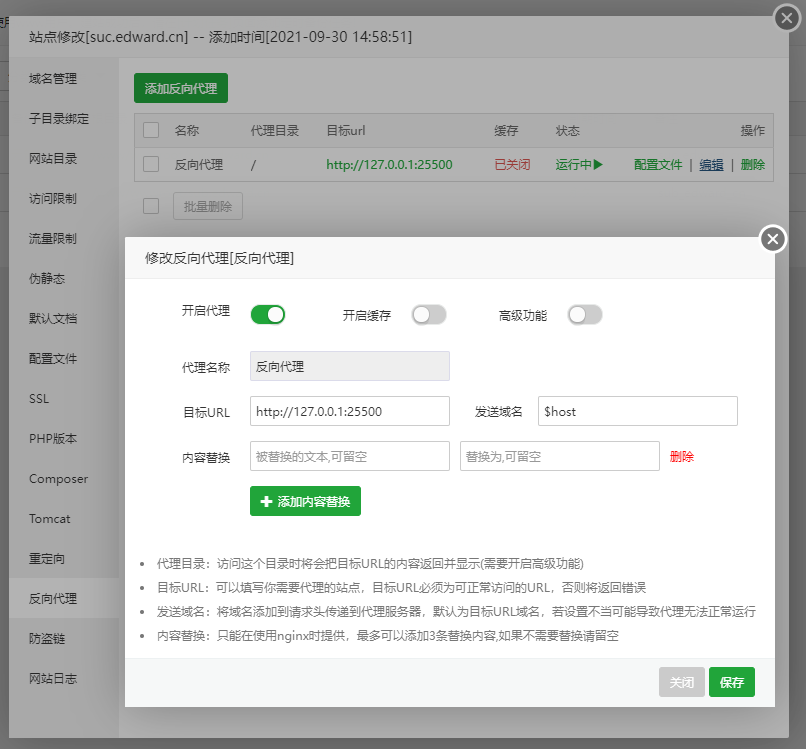 站点修改[suc.edward.cn] -- 添加时间[2021-09-30 14:58:51]
域名管理
子目录绑定
网站目录
访问限制
流量限制
伪静态
默认文档
配置文件
SSL
PHP版本
Composer
Tomcat
重定向
反向代理
防盗链
网站日志
添加反向代理
名称 代理目录 目标url 缓存 状态 操作
反向代理 / http://127.0.0.1:25500 已关闭 运行中 配置文件 | 编辑 | 删除
批量删除
修改反向代理[反向代理]
开启代理 开启缓存 高级功能
代理名称 反向代理
目标URL http://127.0.0.1:25500 发送域名 $host
内容替换 被替换的文本,可留空 替换为,可留空 删除
添加内容替换
代理目录：访问这个目录时将会把目标URL的内容返回并显示(需要开启高级功能)
目标URL：可以填写你需要代理的站点，目标URL必须为可正常访问的URL，否则将返回错误
发送域名：将域名添加到请求头传递到代理服务器，默认为目标URL域名，若设置不当可能导致代理无法正常运行
内容替换：只能在使用nginx时提供，最多可以添加3条替换内容,如果不需要替换请留空
关闭 保存